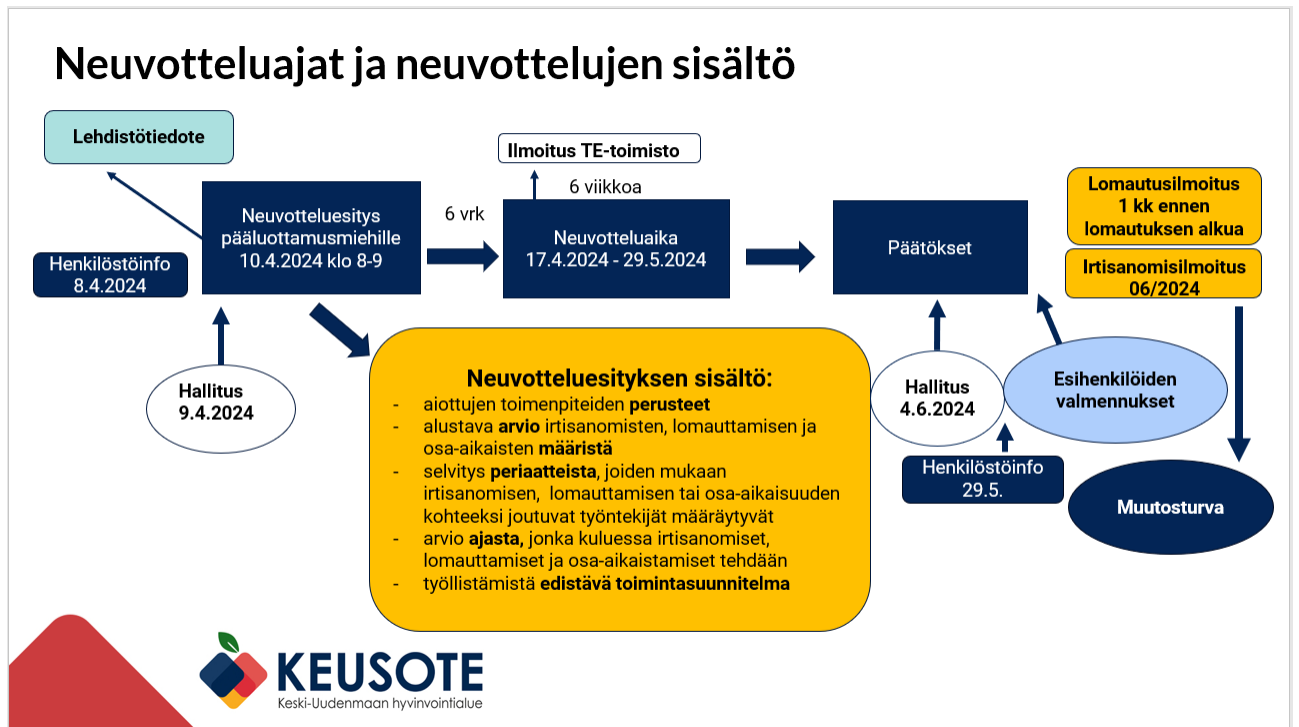 Neuvotteluajat ja neuvottelujen sisältö
Lehdistötiedote
Henkilöstöinfo
8.4.2024
Neuvotteluesitys
pääluottamusmiehille
10.4.2024 klo 8-9
Hallitus
9.4.2024
6 vrk
Ilmoitus TE-toimisto
6 viikkoa
Neuvotteluaika
17.4.2024 - 29.5.2024
Neuvotteluesityksen sisältö:
- aiottujen toimenpiteiden perusteet
- alustava arvio irtisanomisten, lomauttamisen ja
osa-aikaisten määristä
- selvitys periaatteista, joiden mukaan
irtisanomisen, lomauttamisen tai osa-aikaisuuden
kohteeksi joutuvat työntekijät määräytyvät
- arvio ajasta, jonka kuluessa irtisanomiset,
lomauttamiset ja osa-aikaistamiset tehdään
- työllistämistä edistävä toimintasuunnitelma
Päätökset
Hallitus
4.6.2024
Esihenkilöiden
valmennukset
Henkilöstöinfo
29.5.
Lomautusilmoitus
1 kk ennen
lomautuksen alkua
Irtisanomisilmoitus
06/2024
Muutosturva
KEUSOTE
Keski-Uudenmaan hyvinvointialue